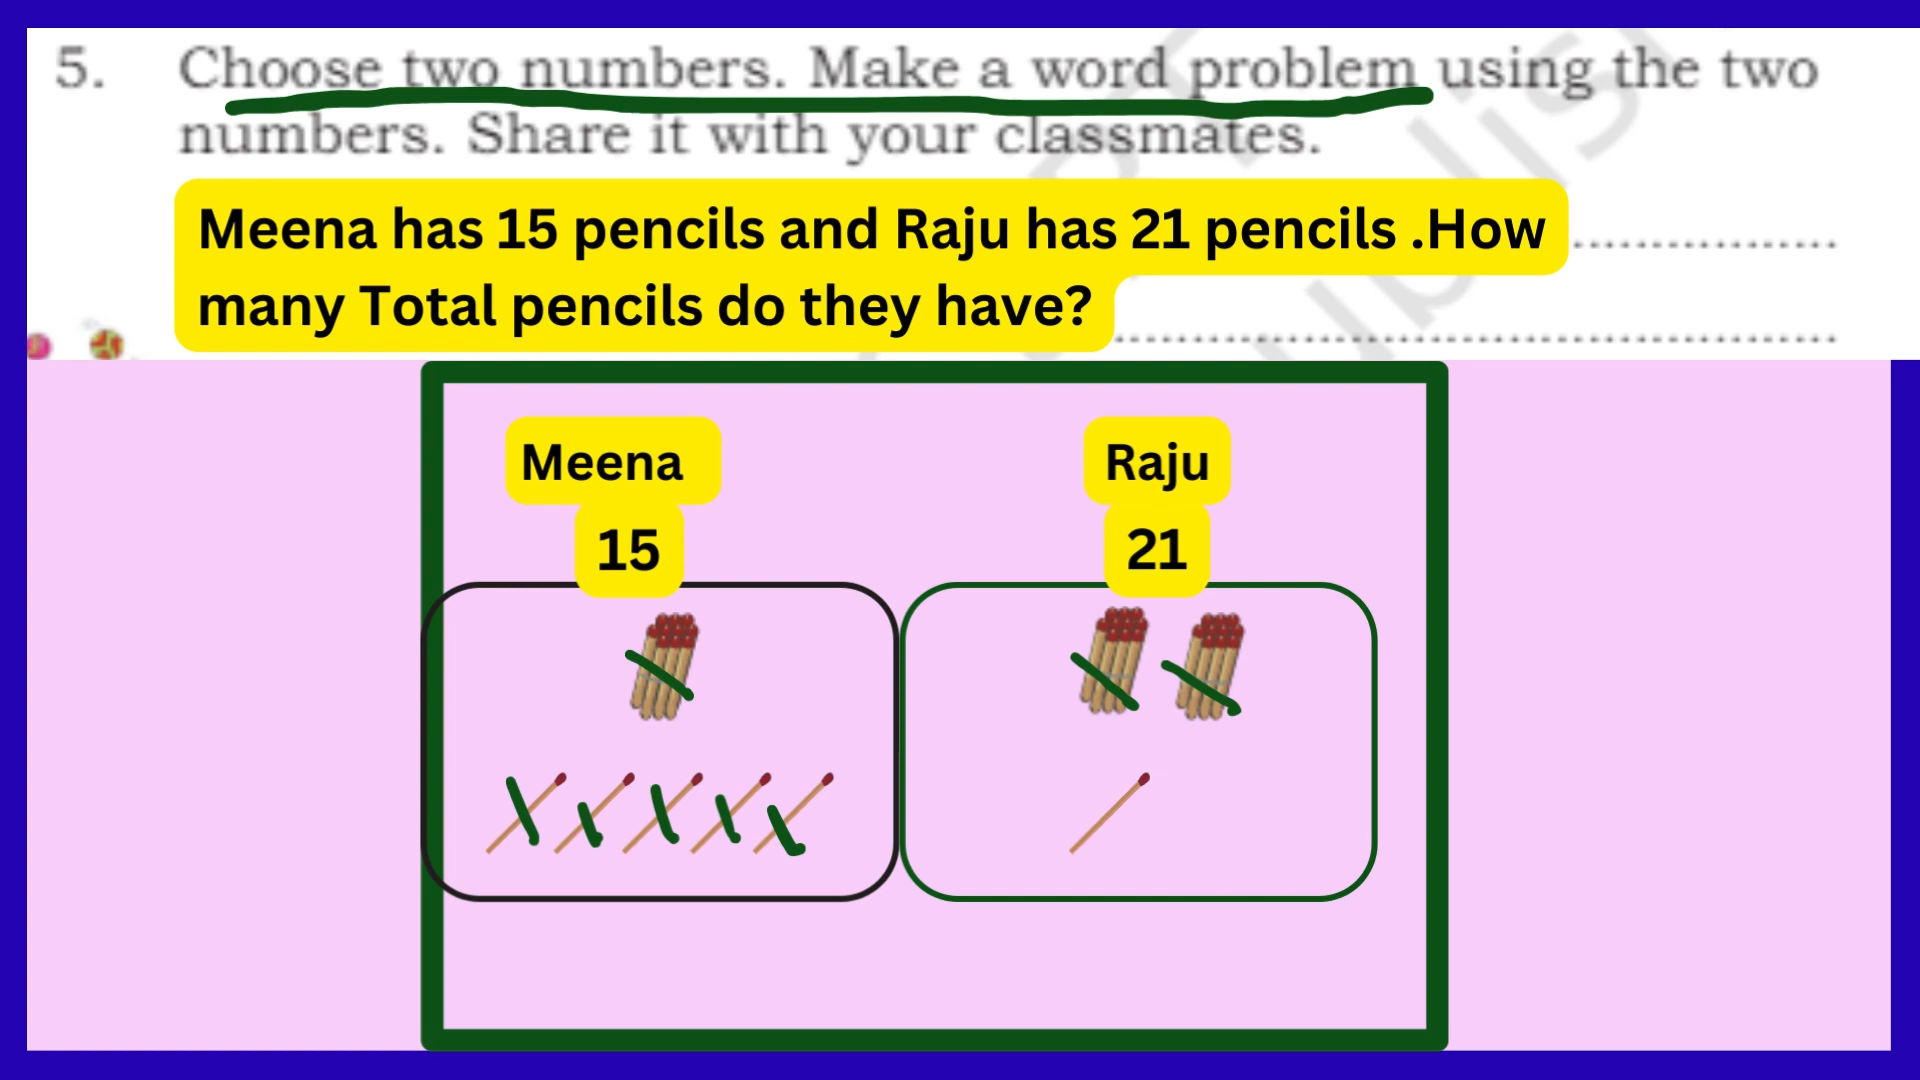 5. Choose two numbers. Make a word problem using the two
numbers. Share it with your classmates.
Meena has 15 pencils and Raju has 21 pencils .How
many Total pencils do they have?
Meena
Raju
15
21